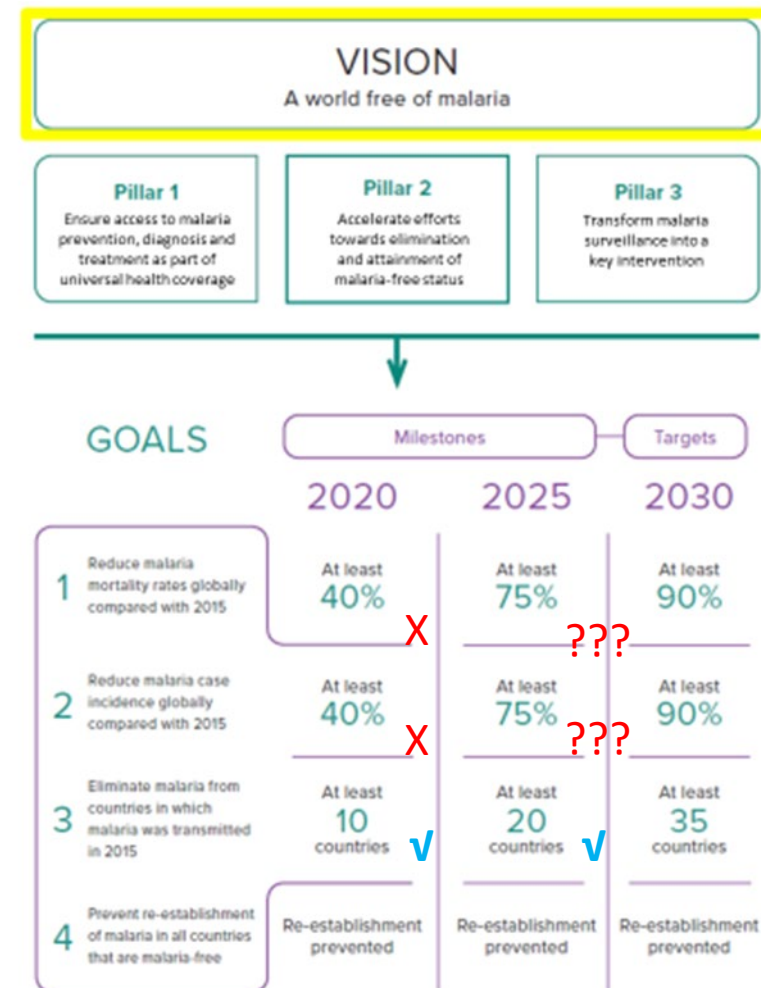 VISION
A world free of malaria
Pillar 1
Ensure access to malaria
prevention, diagnosis and
treatment as part of
universal health coverage
Pillar 2
Accelerate efforts
towards elimination
and attainment of
malaria-free status
Pillar 3
Transform malaria
surveillance into a
key intervention
GOALS
Milestones
Targets
2020
2025
2030
1
Reduce malaria
mortality rates globally
compared with 2015
At least
40%
X
At least
75%
???
At least
90%
2
Reduce malaria case
incidence globally
compared with 2015
At least
40%
X
At least
75%
???
At least
90%
3
Eliminate malaria from
countries in which
malaria was transmitted
in 2015
At least
10
countries
√
At least
20
countries
√
At least
35
countries
4
Prevent re-establishment
of malaria in all countries
that are malaria-free
Re-establishment
prevented
Re-establishment
prevented
Re-establishment
prevented